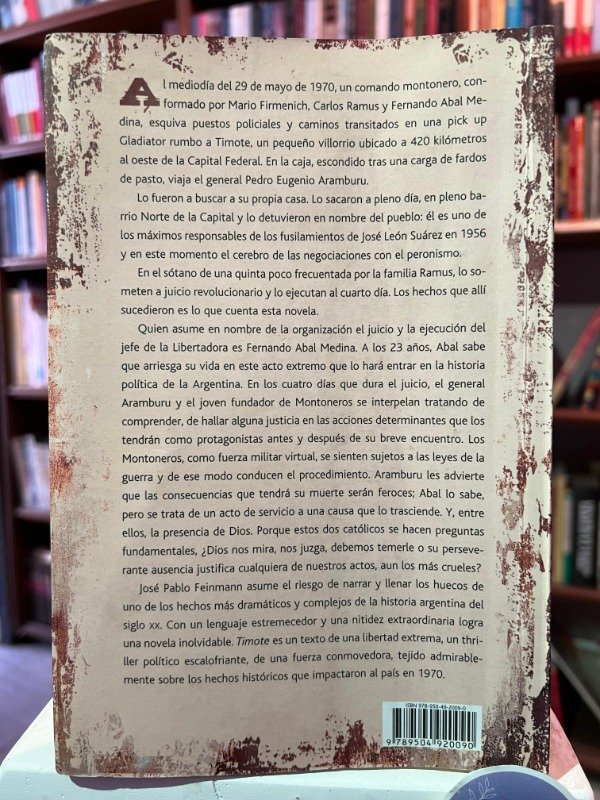 Al mediodía del 29 de mayo de 1970, un comando montonero, con-
formado por Mario Firmenich, Carlos Ramus y Fernando Abal Me-
dina, esquiva puestos policiales y caminos transitados en una pick up
Gladiator rumbo a Timote, un pequeño villorrio ubicado a 420 kilómetros
al oeste de la Capital Federal. En la caja, escondido tras una carga de fardos
de pasto, viaja el general Pedro Eugenio Aramburu.
Lo fueron a buscar a su propia casa. Lo sacaron a pleno día, en pleno ba-
rrio Norte de la Capital y lo detuvieron en nombre del pueblo: él es uno de
los máximos responsables de los fusilamientos de José León Suárez en 1956
y en este momento el cerebro de las negociaciones con el peronismo.
En el sótano de una quinta poco frecuentada por la familia Ramus, lo so-
meten a juicio revolucionario y lo ejecutan al cuarto día. Los hechos que allí
sucedieron es lo que cuenta esta novela.
Quien asume en nombre de la organización el juicio y la ejecución del
jefe de la Libertadora es Fernando Abal Medina. A los 23 años, Abal sabe
que arriesga su vida en este acto extremo que lo hará entrar en la historia
política de la Argentina. En los cuatro días que dura el juicio, el general
Aramburu y el joven fundador de Montoneros se interpelan tratando de
comprender, de hallar alguna justicia en las acciones determinantes que los
tendrán como protagonistas antes y después de su breve encuentro. Los
Montoneros, como fuerza militar virtual, se sienten sujetos a las leyes de la
guerra y de ese modo conducen el procedimiento. Aramburu les advierte
que las consecuencias que tendrá su muerte serán feroces; Abal lo sabe,
pero se trata de un acto de servicio a una causa que lo trasciende. Y, entre
ellos, la presencia de Dios. Porque estos dos católicos se hacen preguntas
fundamentales, ¿Dios nos mira, nos juzga, debemos temerle o su perseve-
rante ausencia justifica cualquiera de nuestros actos, aun los más crueles?
José Pablo Feinmann asume el riesgo de narrar y llenar los huecos de
uno de los hechos más dramáticos y complejos de la historia argentina del
siglo XX. Con un lenguaje estremecedor y una nitidez extraordinaria logra
una novela inolvidable. Timote es un texto de una libertad extrema, un thri-
ller político escalofriante, de una fuerza conmovedora, tejido admirable-
mente sobre los hechos históricos que impactaron al país en 1970.
ISBN 978-950-49-2009-0
9 789504 920090